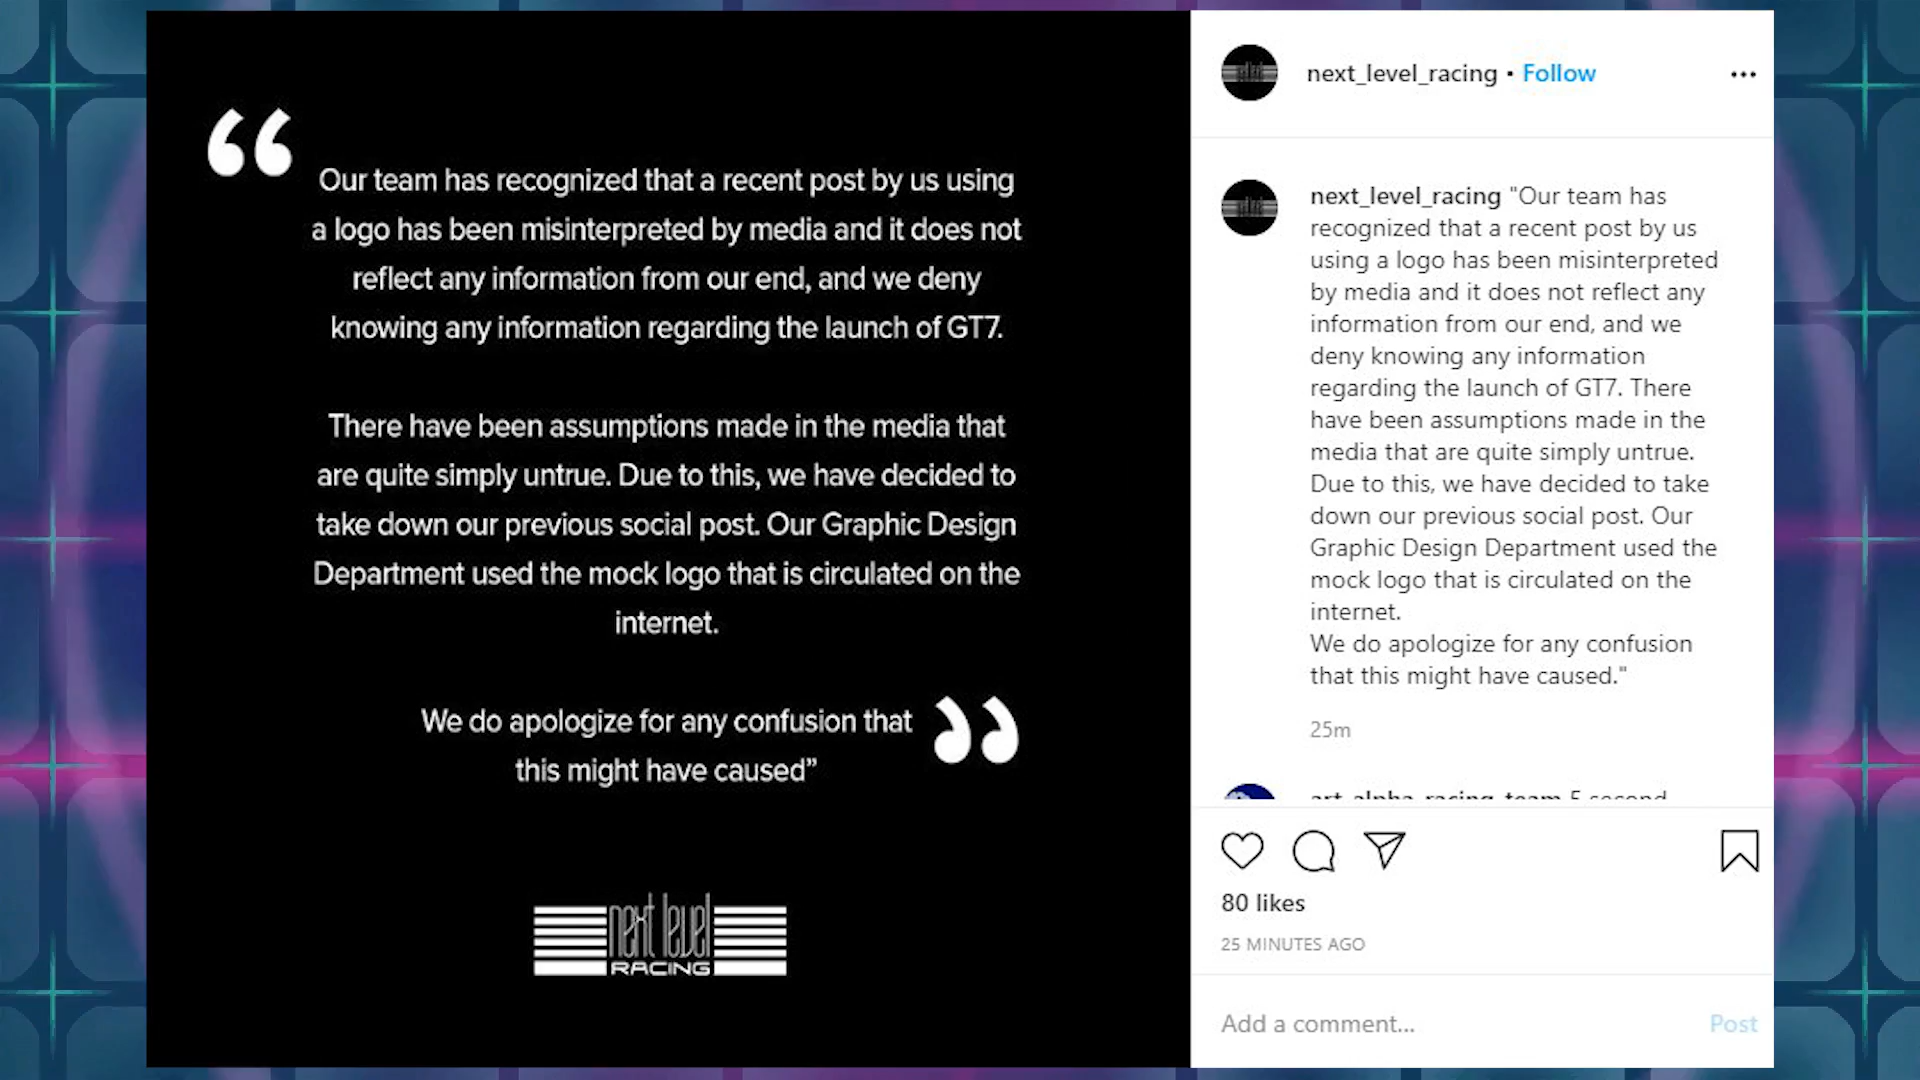 “
Our team has recognized that a recent post by us using
a logo has been misinterpreted by media and it does not
reflect any information from our end, and we deny
knowing any information regarding the launch of GT7.
There have been assumptions made in the media that
are quite simply untrue. Due to this, we have decided to
take down our previous social post. Our Graphic Design
Department used the mock logo that is circulated on the
internet.
We do apologize for any confusion that
this might have caused”
”
next level
RACING
next_level_racing • Follow
next_level_racing "Our team has
recognized that a recent post by us
using a logo has been misinterpreted
by media and it does not reflect any
information from our end, and we
deny knowing any information
regarding the launch of GT7. There
have been assumptions made in the
media that are quite simply untrue.
Due to this, we have decided to take
down our previous social post. Our
Graphic Design Department used the
mock logo that is circulated on the
internet.
We do apologize for any confusion
that this might have caused."
25m
art_alpha_racing_team 5 second
80 likes
25 MINUTES AGO
Add a comment...
Post